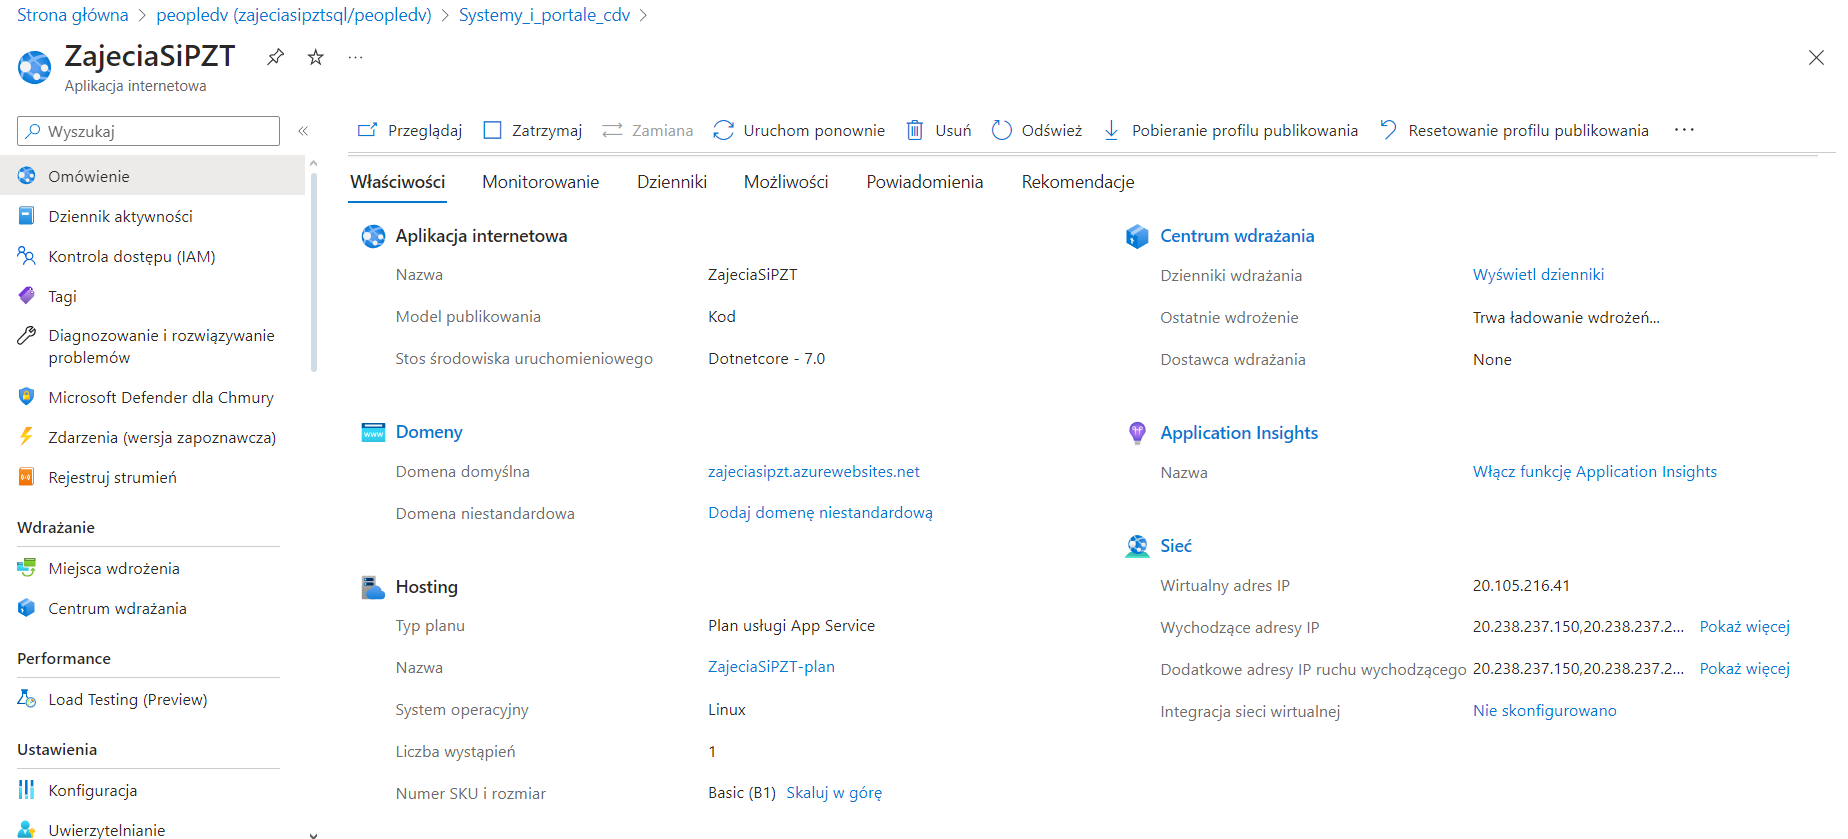 Strona główna > peopledv (zajeciasipztsql/peopledv) > Systemy_i_portale_cdv >
ZajeciaSiPZT
Aplikacja internetowa
Wyszukaj
Przeglądaj Zatrzymaj Zamiana Uruchom ponownie Usuń Odśwież Pobieranie profilu publikowania Resetowanie profilu publikowania
Omówienie
Dziennik aktywności
Kontrola dostępu (IAM)
Tagi
Diagnozowanie i rozwiązywanie
problemów
Microsoft Defender dla Chmury
Zdarzenia (wersja zapoznawcza)
Rejestruj strumień
Wdrażanie
Miejsca wdrożenia
Centrum wdrażania
Performance
Load Testing (Preview)
Ustawienia
Konfiguracja
Uwierzytelnianie
Właściwości Monitorowanie Dzienniki Możliwości Powiadomienia Rekomendacje
Aplikacja internetowa
Nazwa ZajeciaSiPZT
Model publikowania Kod
Stos środowiska uruchomieniowego Dotnetcore - 7.0
www
Domeny
Domena domyślna zajeciasipzt.azurewebsites.net
Domena niestandardowa Dodaj domenę niestandardową
Hosting
Typ planu Plan usługi App Service
Nazwa ZajeciaSiPZT-plan
System operacyjny Linux
Liczba wystąpień 1
Numer SKU i rozmiar Basic (B1) Skaluj w górę
Centrum wdrażania
Dzienniki wdrażania Wyświetl dzienniki
Ostatnie wdrożenie Trwa ładowanie wdrożeń...
Dostawca wdrażania None
Application Insights
Nazwa Włącz funkcję Application Insights
Sieć
Wirtualny adres IP 20.105.216.41
Wychodzące adresy IP 20.238.237.150,20.238.237.2... Pokaż więcej
Dodatkowe adresy IP ruchu wychodzącego 20.238.237.150,20.238.237.2... Pokaż więcej
Integracja sieci wirtualnej Nie skonfigurowano